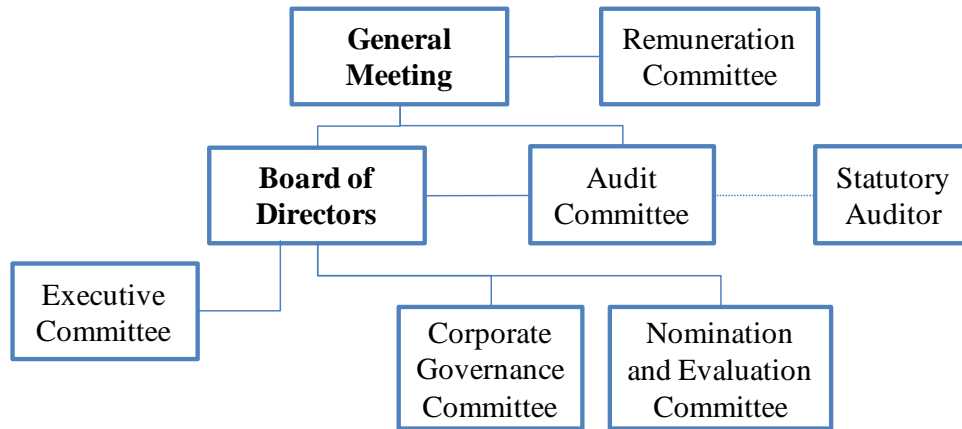 General
Meeting
Remuneration
Committee
Board of
Directors
Audit
Committee
Statutory
Auditor
Executive
Committee
Corporate
Governance
Committee
Nomination
and Evaluation
Committee